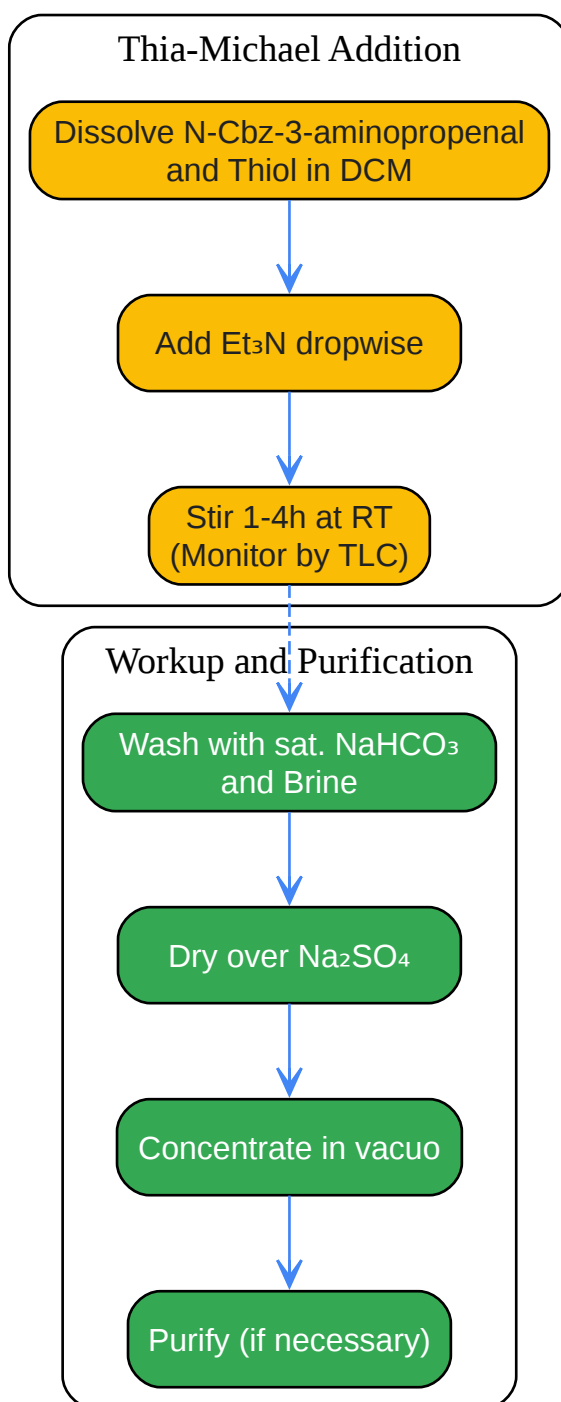 Thia-Michael Addition
Dissolve N-Cbz-3-aminopropenal
and Thiol in DCM
Add Et₃N dropwise
Stir 1-4h at RT
(Monitor by TLC)
Workup and Purification
Wash with sat. NaHCO₃
and Brine
Dry over Na₂SO₄
Concentrate in vacuo
Purify (if necessary)